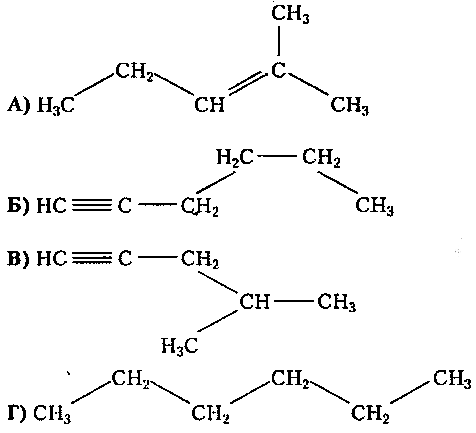 CH₃
CH₂ C
А) H₃C CH CH₃
H₂C CH₂
Б) HC≡C—CH₂ CH₃
В) HC≡C—CH₂
CH—CH₃
H₃C
CH₂ CH₂ CH₃
Г) CH₃ CH₂ CH₂